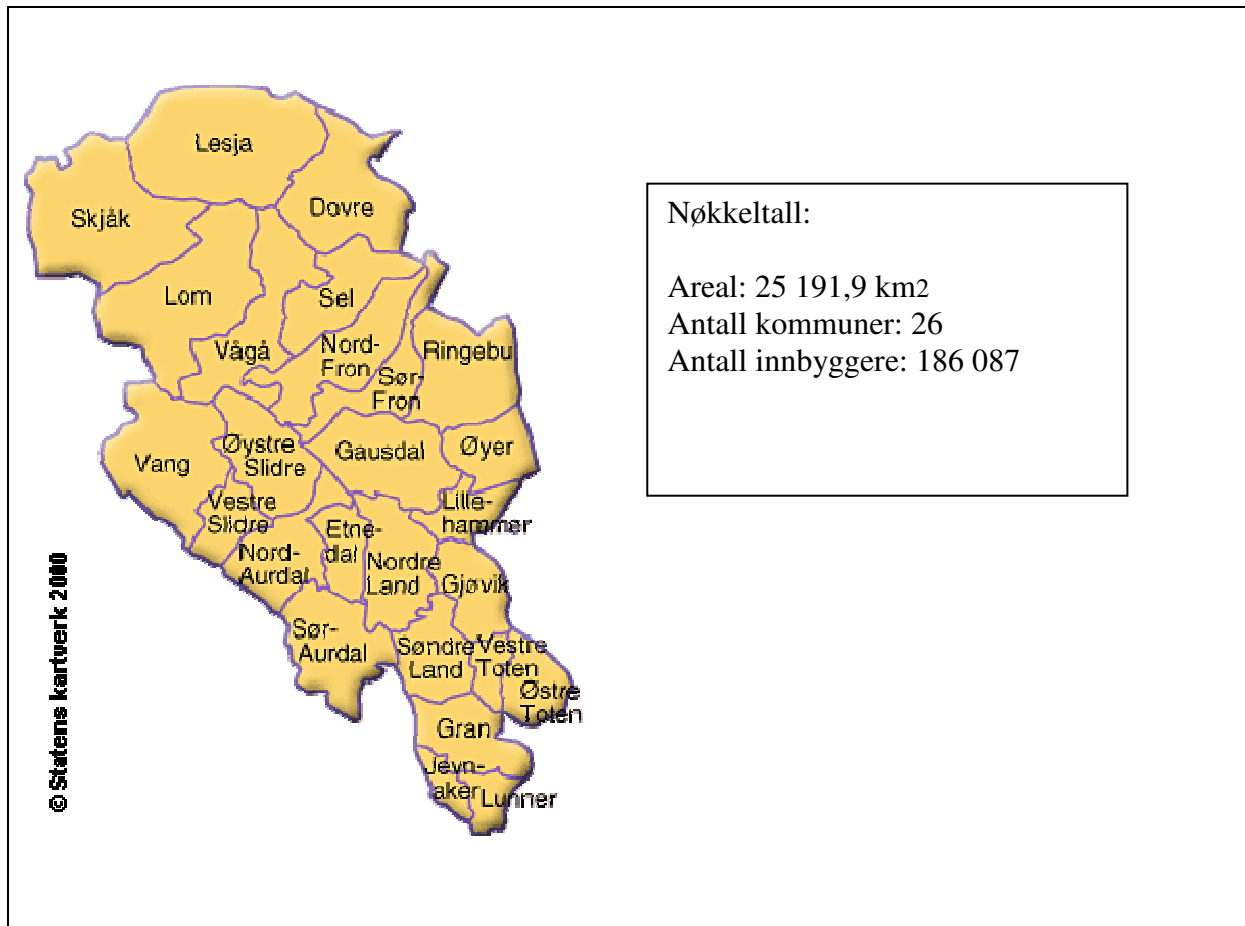 Lesja
Skjåk
Dovre
Lom
Sel
Vågå
Nord-
Fron
Ringebu
Sør-
Fron
Vang
Øystre
Slidre
Gausdal
Øyer
Vestre
Slidre
Lille-
hammer
Etne-
dal
Nord-
Aurdal
Nordre
Land
Gjøvik
Sør-
Aurdal
Søndre
Land
Vestre
Toten
Østre
Toten
Gran
Jevn-
aker
Lunner
© Statens kartverk 2000
Nøkkeltall:
Areal: 25 191,9 km2
Antall kommuner: 26
Antall innbyggere: 186 087